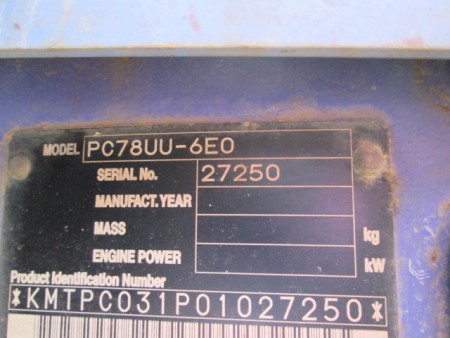 MODEL PC78UU-6E0
SERIAL No. 27250
MANUFACT.YEAR
MASS kg
ENGINE POWER kW
Product Identification Number
*KMTPC031P01027250*